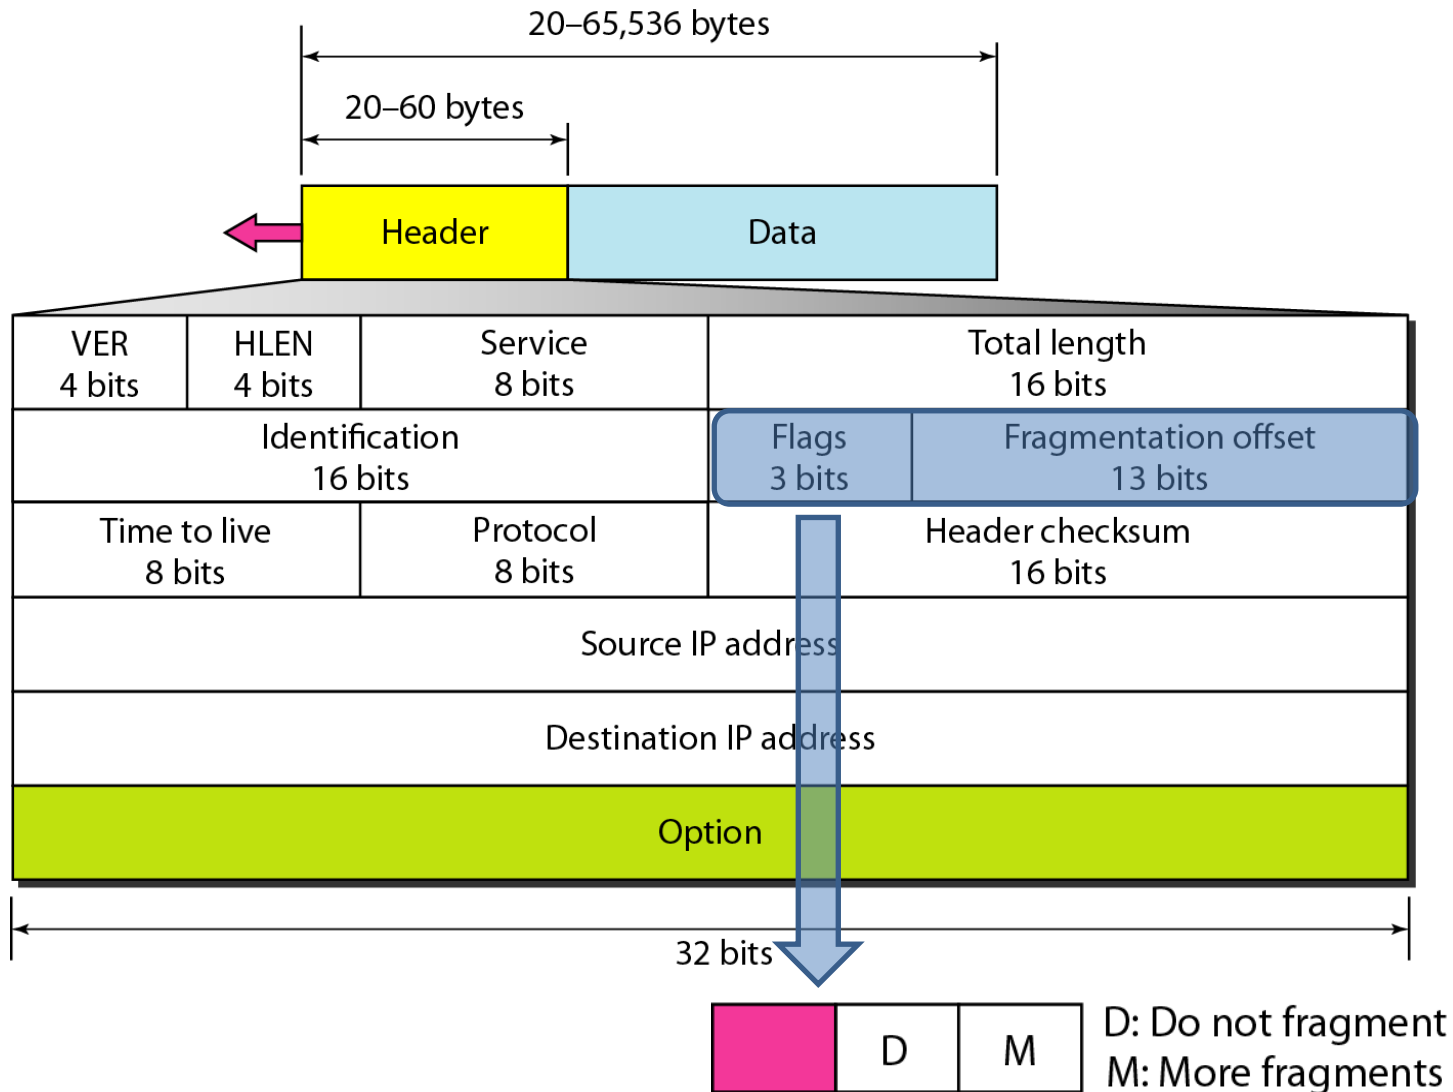 20–65,536 bytes
20–60 bytes
Header
Data
VER
4 bits
HLEN
4 bits
Service
8 bits
Total length
16 bits
Identification
16 bits
Flags
3 bits
Fragmentation offset
13 bits
Time to live
8 bits
Protocol
8 bits
Header checksum
16 bits
Source IP address
Destination IP address
Option
32 bits
D
M
D: Do not fragment
M: More fragments